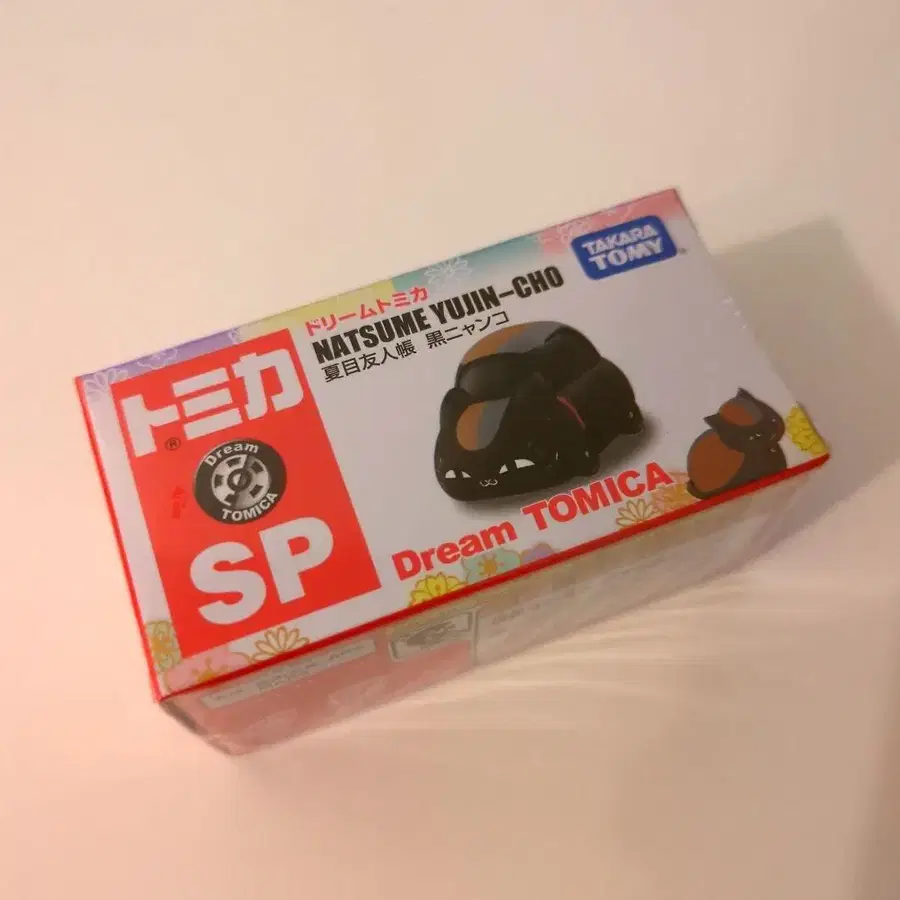 TAKARA
TOMY
ドリームトミカ
NATSUME YUJIN-CHO
夏目友人帳 黒ニャンコ
トミカ
®
Dream
TOMICA
SP
Dream TOMICA